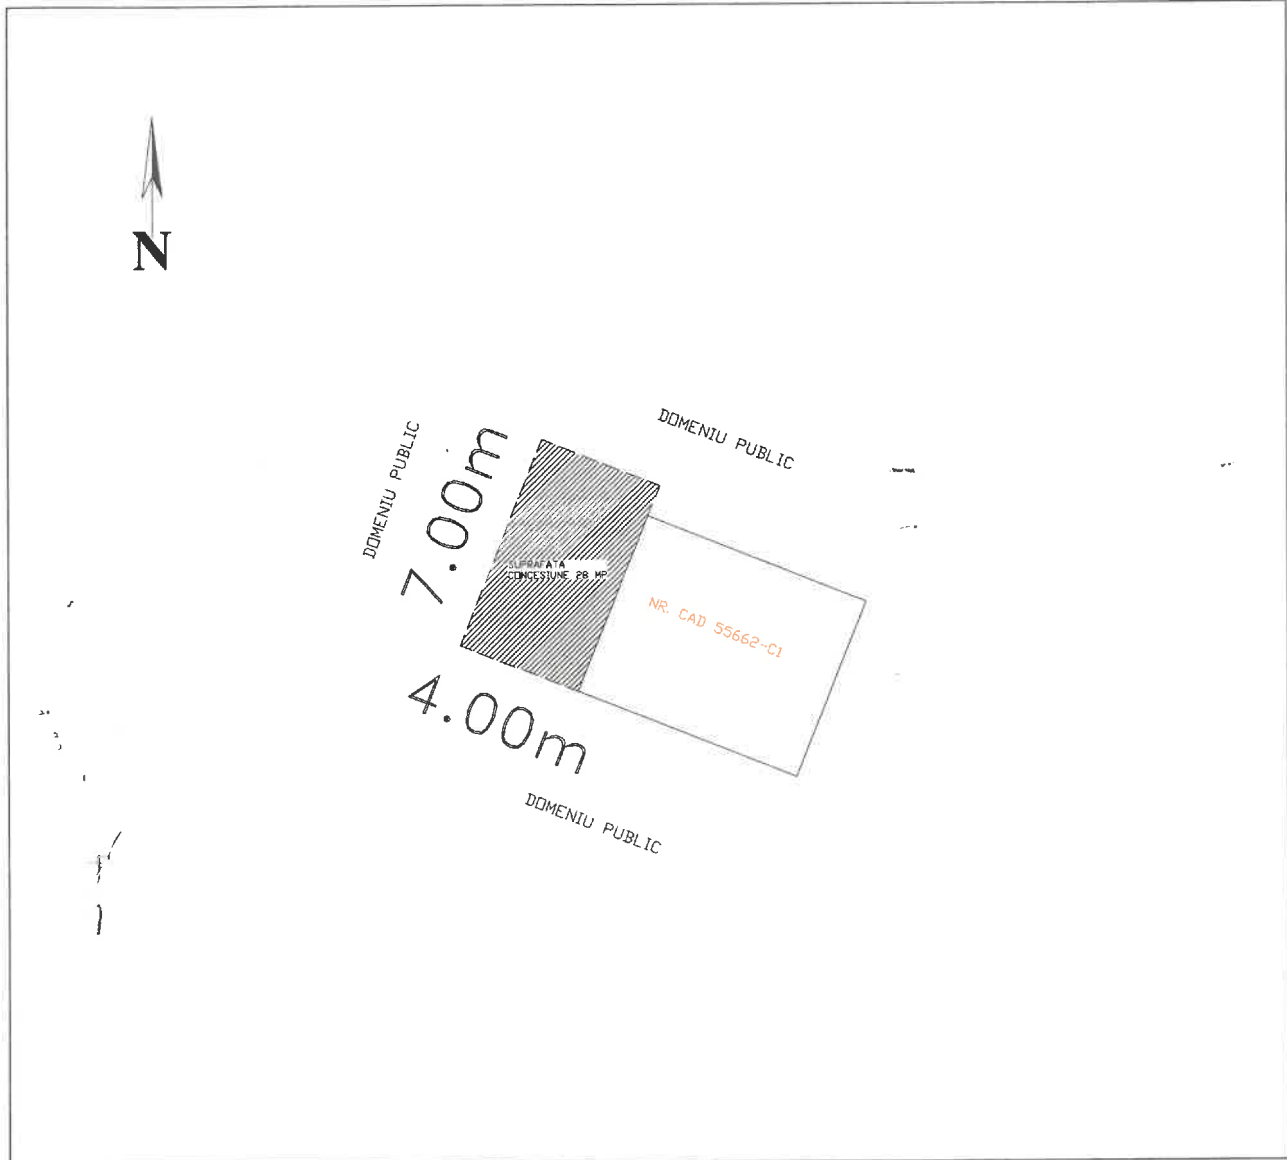 N
DOMENIU PUBLIC
DOMENIU PUBLIC
7.00m
SUPRAFATA
CONCESIUNE 28 MP
NR. CAD 55662-C1
4.00m
DOMENIU PUBLIC